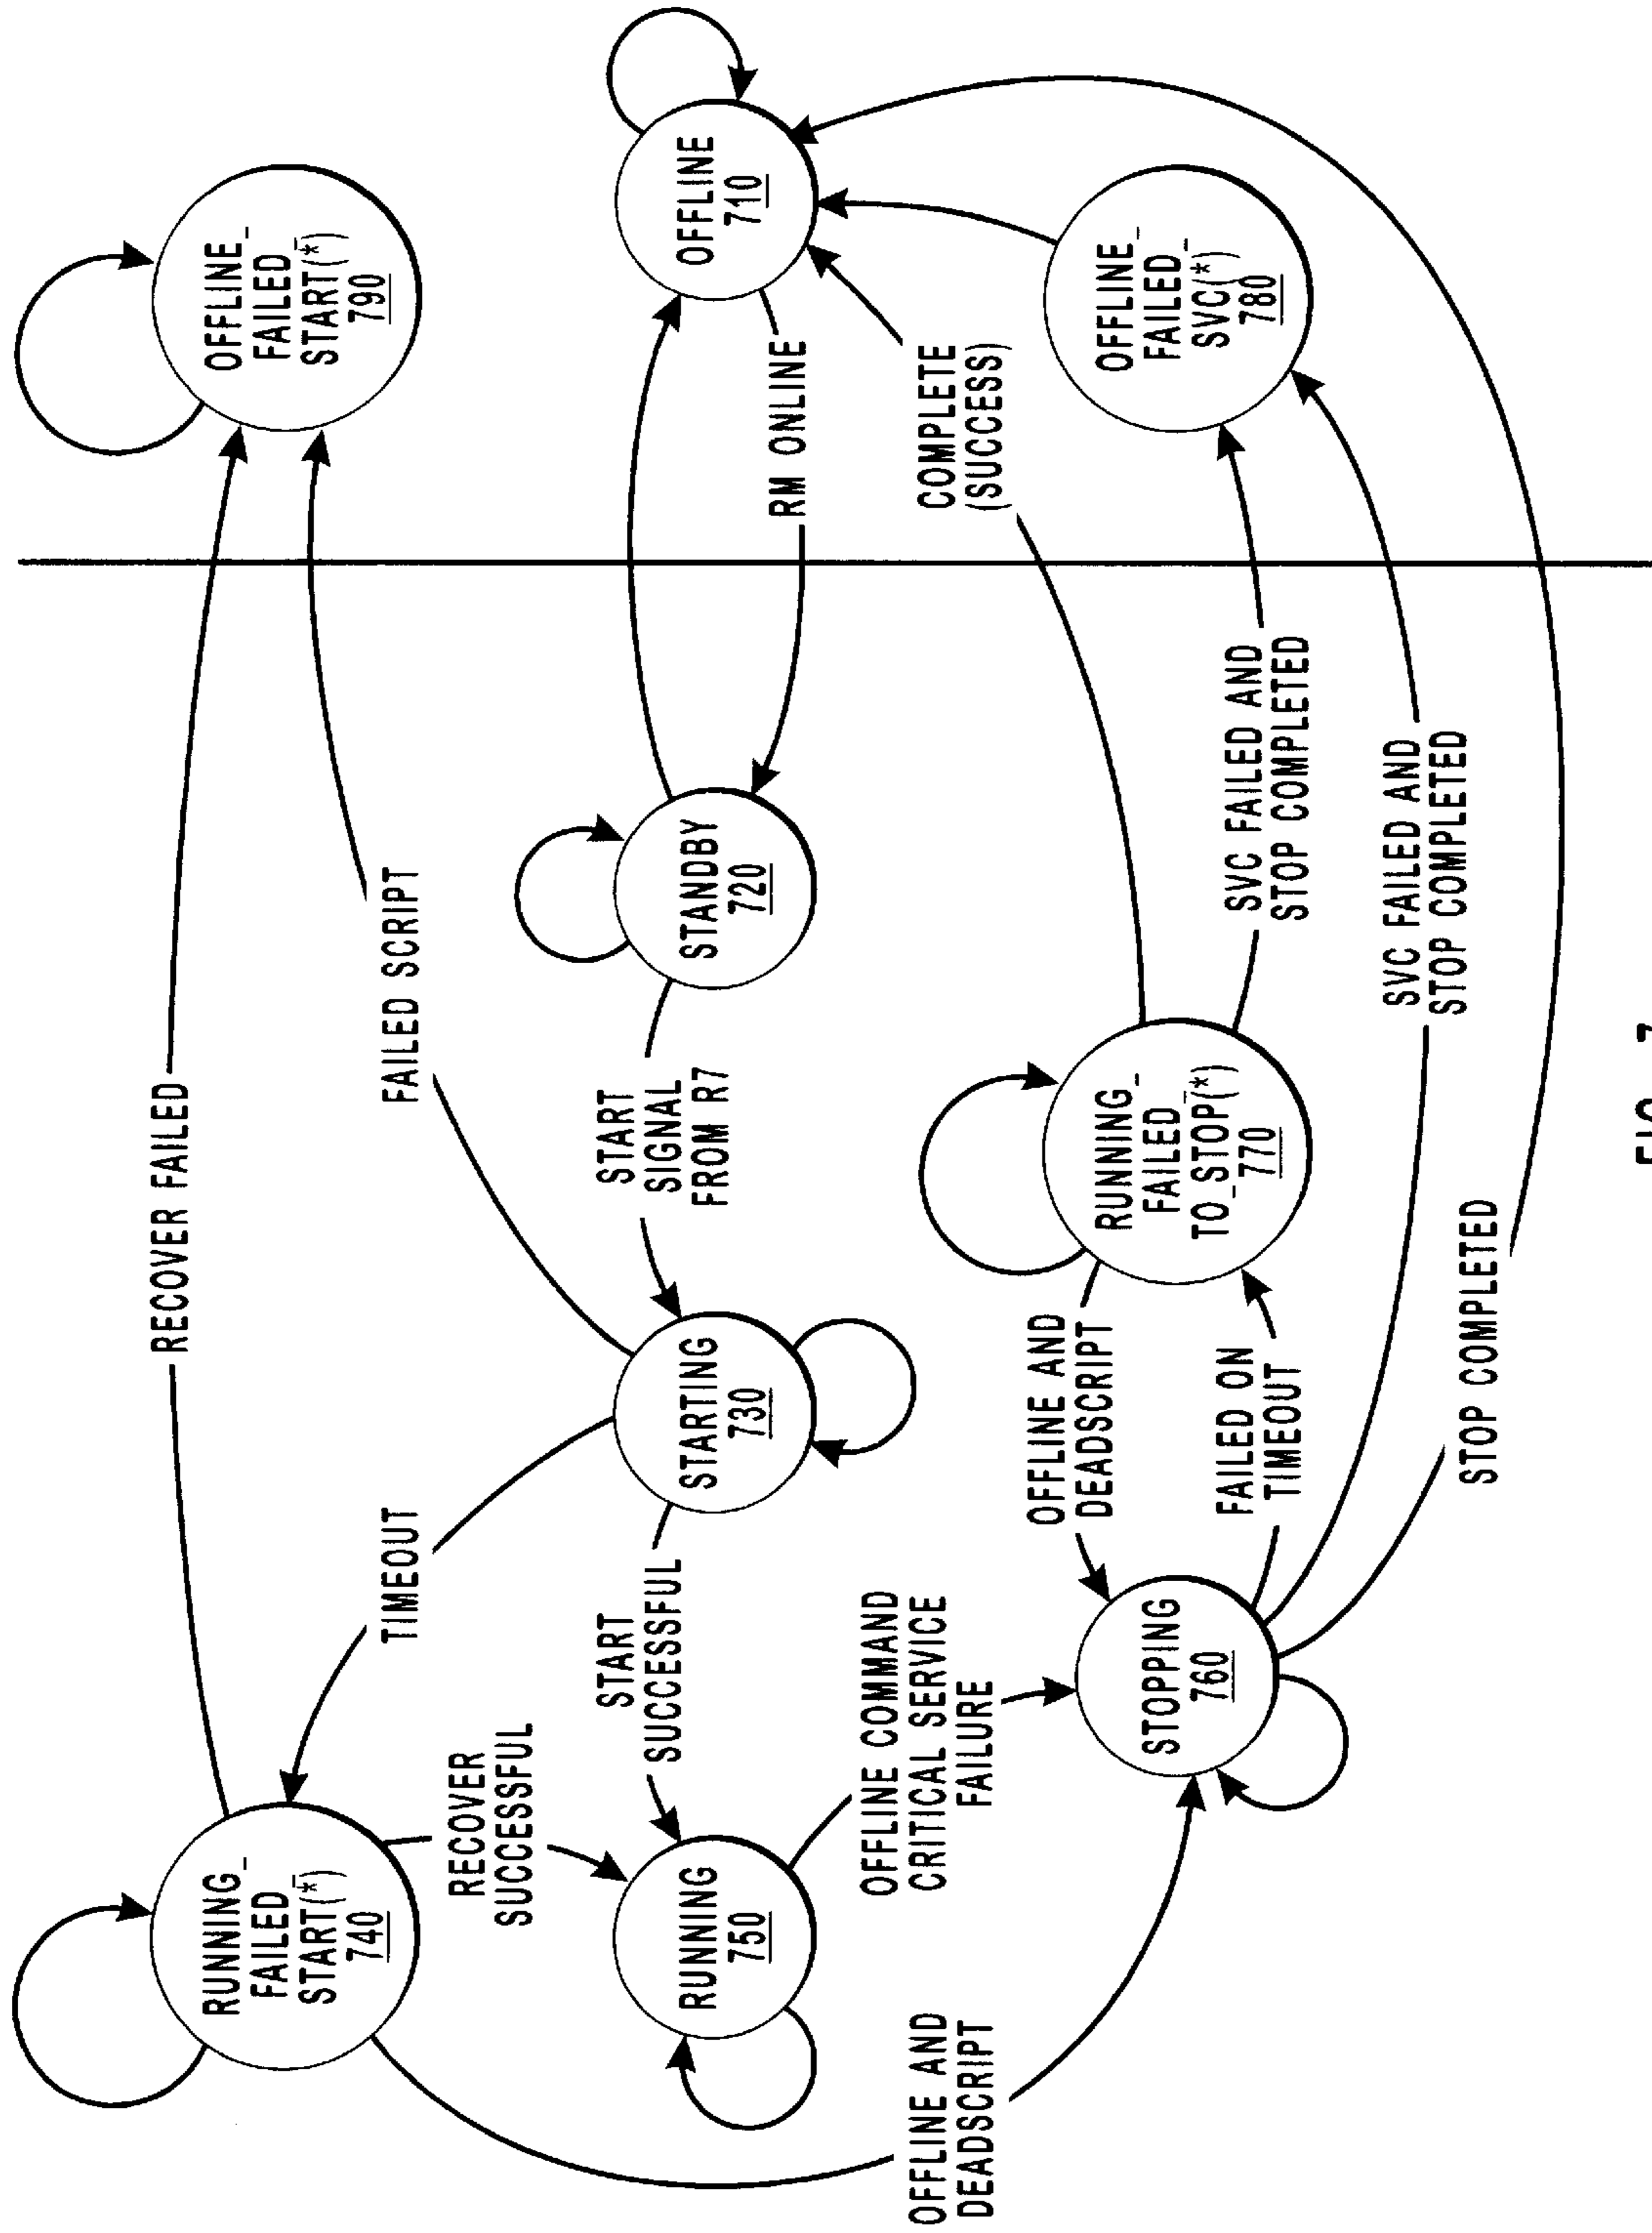 RUNNING_
FAILED_
START(*)
740
OFFLINE_
FAILED_
START(*)
790
RECOVER FAILED
FAILED SCRIPT
TIMEOUT
RECOVER
SUCCESSFUL
START
SUCCESSFUL
START
SIGNAL
FROM R7
RUNNING
750
STARTING
730
STANDBY
720
OFFLINE
710
RM ONLINE
COMPLETE
(SUCCESS)
OFFLINE COMMAND
CRITICAL SERVICE
FAILURE
OFFLINE AND
DEADSCRIPT
OFFLINE AND
DEADSCRIPT
STOPPING
760
RUNNING_
FAILED_
TO_STOP(*)
770
OFFLINE_
FAILED_
SVC(*)
780
FAILED ON
TIMEOUT
SVC FAILED AND
STOP COMPLETED
SVC FAILED AND
STOP COMPLETED
STOP COMPLETED